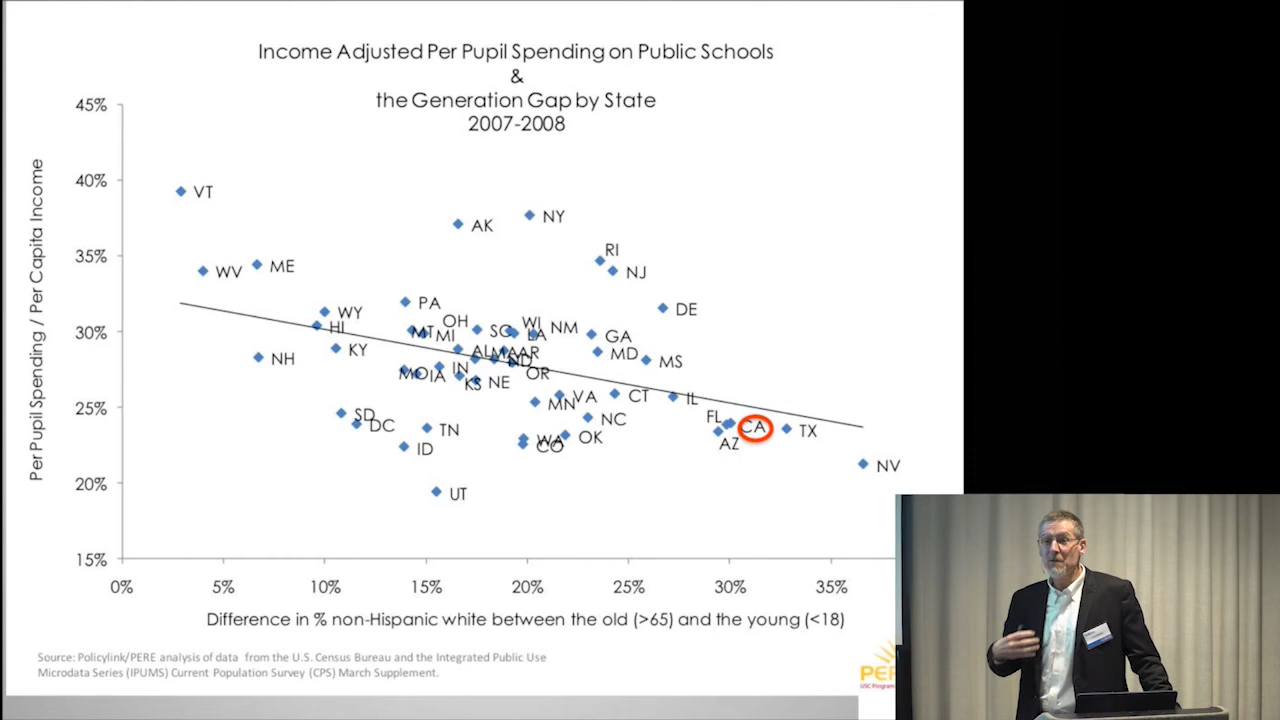 Income Adjusted Per Pupil Spending on Public Schools
&
the Generation Gap by State
2007-2008
Per Pupil Spending / Per Capita Income
45%
40%
35%
30%
25%
20%
15%
VT
NY
AK
RI
NJ
ME
WV
DE
PA
WY
OH
WI
NM
HI
MT
MI
SC
LA
GA
KY
AL
MA
AR
MD
NH
ND
MS
IN
MO
IA
OR
KS
NE
VA
CT
IL
MN
SD
NC
FL
CA
DC
TN
TX
WA
OK
AZ
ID
CO
NV
UT
0%
5%
10%
15%
20%
25%
30%
35%
Difference in % non-Hispanic white between the old (>65) and the young (<18)
Source: Policylink/PERE analysis of data from the U.S. Census Bureau and the Integrated Public Use
Microdata Series (IPUMS) Current Population Survey (CPS) March Supplement.